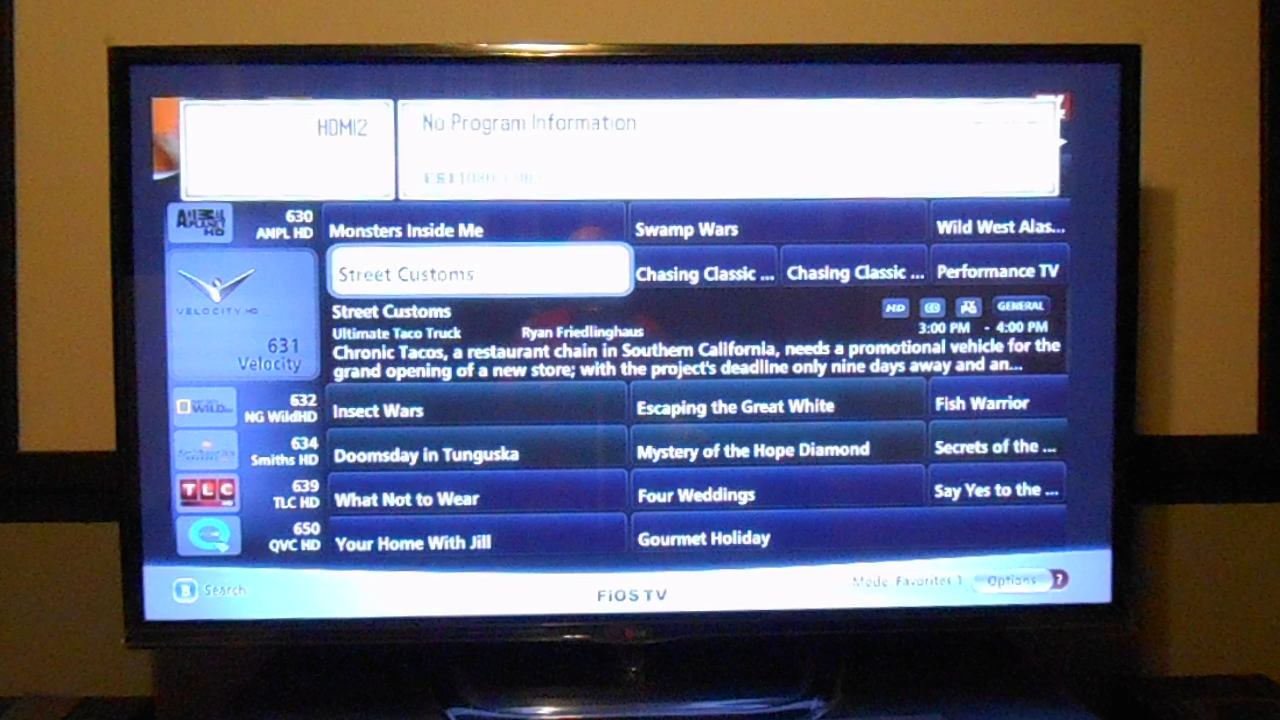 HDMI2
No Program Information
ANIMAL PLANET HD
630
ANPL HD
Monsters Inside Me
Swamp Wars
Wild West Alas...
VELOCITY HD
631
Velocity
Street Customs
Chasing Classic ...
Chasing Classic ...
Performance TV
Street Customs
HD
GENERAL
Ultimate Taco Truck
Ryan Friedlinghaus
3:00 PM - 4:00 PM
Chronic Tacos, a restaurant chain in Southern California, needs a promotional vehicle for the
grand opening of a new store; with the project's deadline only nine days away and an...
632
NG WildHD
Insect Wars
Escaping the Great White
Fish Warrior
634
Smiths HD
Doomsday in Tunguska
Mystery of the Hope Diamond
Secrets of the ...
TLC
639
TLC HD
What Not to Wear
Four Weddings
Say Yes to the ...
650
QVC HD
Your Home With Jill
Gourmet Holiday
B Search
FiOS TV
Mode: Favorites 1
Options ?